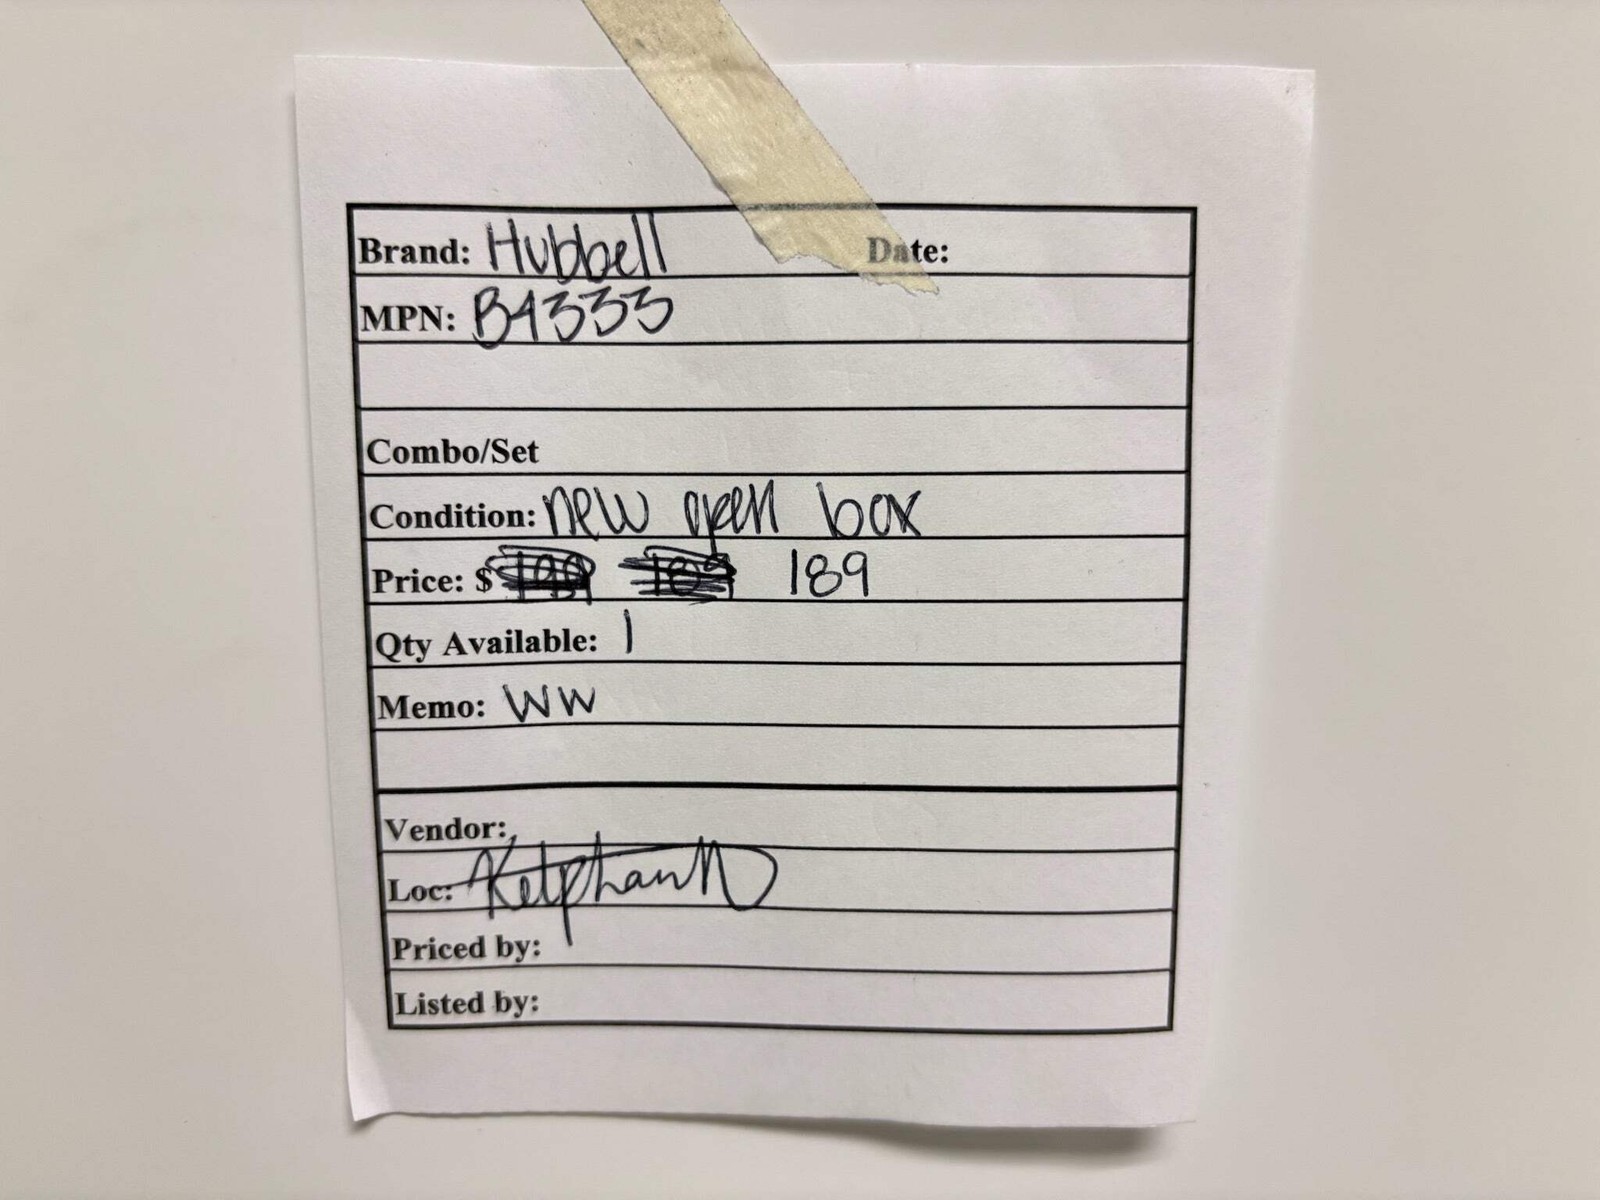 Brand: Hubbell Date:
MPN: B4333
Combo/Set
Condition: new open box
Price: $ 189
Qty Available: 1
Memo: WW
Vendor:
Loc:
Priced by:
Listed by: